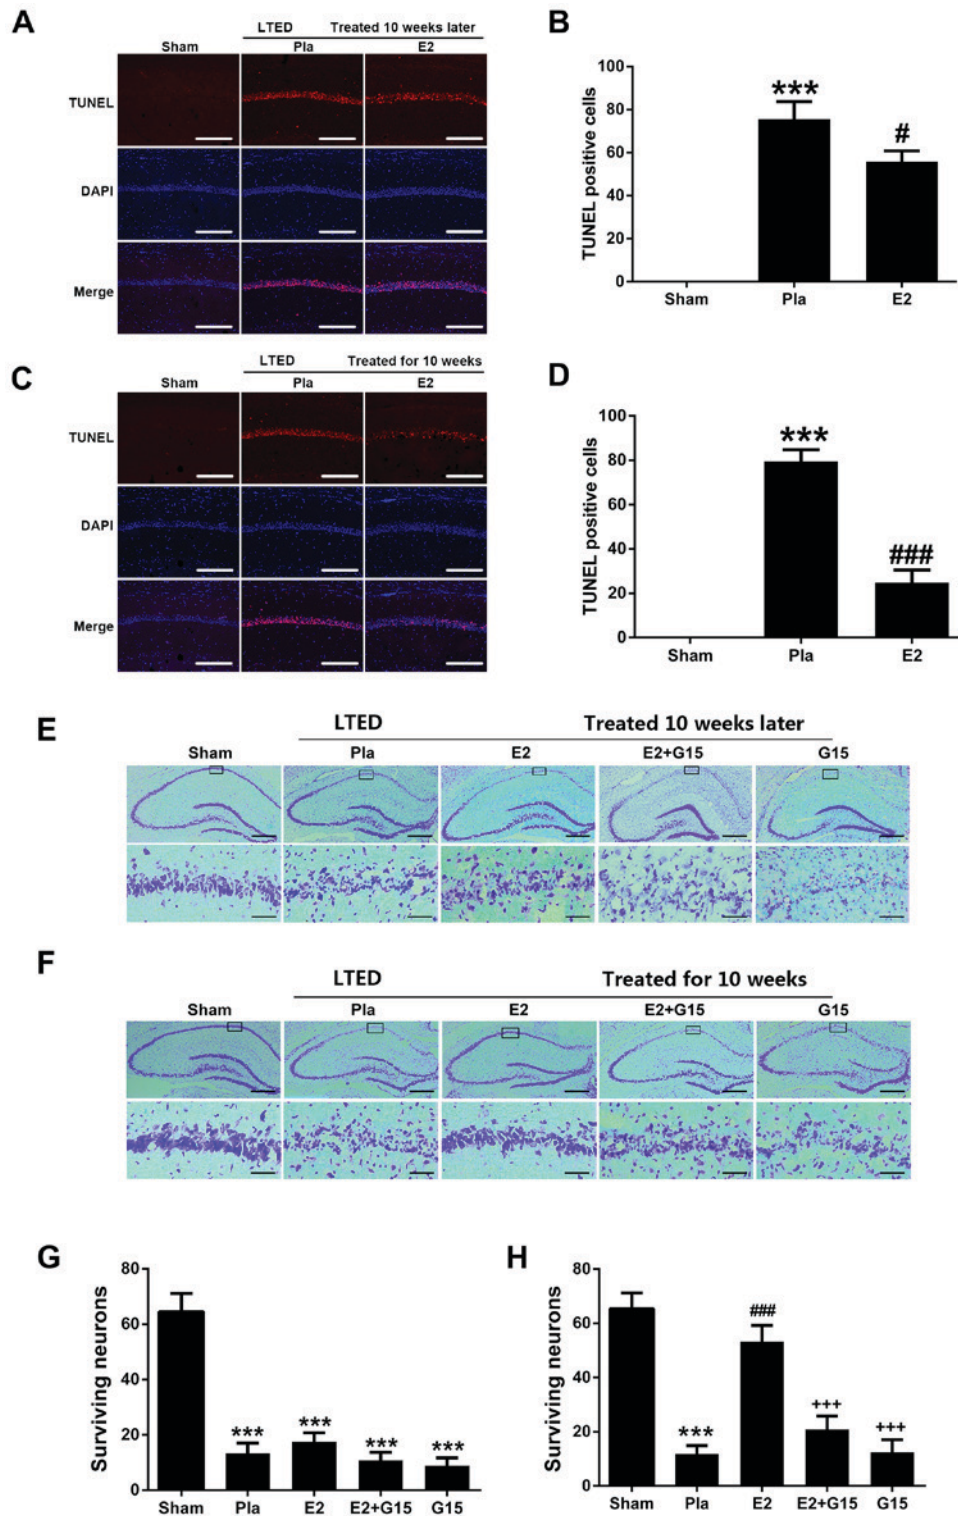 A
LTED Treated 10 weeks later
Sham Pla E2
TUNEL
DAPI
Merge
B
TUNEL positive cells
100
80
60
40
20
0
***
#
Sham Pla E2
C
LTED Treated for 10 weeks
Sham Pla E2
TUNEL
DAPI
Merge
D
TUNEL positive cells
100
80
60
40
20
0
***
###
Sham Pla E2
E
LTED Treated 10 weeks later
Sham Pla E2 E2+G15 G15
F
LTED Treated for 10 weeks
Sham Pla E2 E2+G15 G15
G
Surviving neurons
80
60
40
20
0
*** *** *** ***
Sham Pla E2 E2+G15 G15
H
Surviving neurons
80
60
40
20
0
*** ### +++ +++
Sham Pla E2 E2+G15 G15